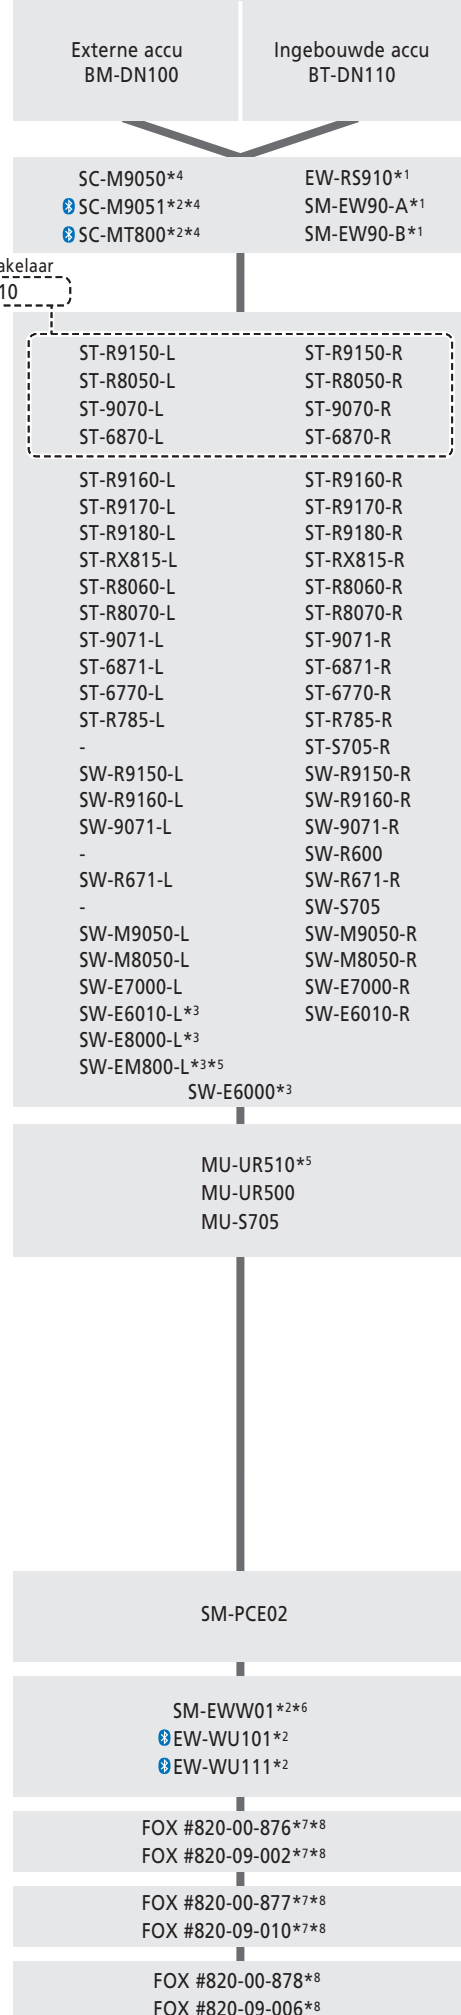 Externe accu
BM-DN100
Ingebouwde accu
BT-DN110
SC-M9050*4 EW-RS910*1
SC-M9051*2*4 SM-EW90-A*1
SC-MT800*2*4 SM-EW90-B*1
akelaar
10
ST-R9150-L ST-R9150-R
ST-R8050-L ST-R8050-R
ST-9070-L ST-9070-R
ST-6870-L ST-6870-R
ST-R9160-L ST-R9160-R
ST-R9170-L ST-R9170-R
ST-R9180-L ST-R9180-R
ST-RX815-L ST-RX815-R
ST-R8060-L ST-R8060-R
ST-R8070-L ST-R8070-R
ST-9071-L ST-9071-R
ST-6871-L ST-6871-R
ST-6770-L ST-6770-R
ST-R785-L ST-R785-R
- ST-S705-R
SW-R9150-L SW-R9150-R
SW-R9160-L SW-R9160-R
SW-9071-L SW-9071-R
- SW-R600
SW-R671-L SW-R671-R
- SW-S705
SW-M9050-L SW-M9050-R
SW-M8050-L SW-M8050-R
SW-E7000-L SW-E7000-R
SW-E6010-L*3 SW-E6010-R
SW-E8000-L*3
SW-EM800-L*3*5
SW-E6000*3
MU-UR510*5
MU-UR500
MU-S705
SM-PCE02
SM-EWW01*2*6
EW-WU101*2
EW-WU111*2
FOX #820-00-876*7*8
FOX #820-09-002*7*8
FOX #820-00-877*7*8
FOX #820-09-010*7*8
FOX #820-00-878*8
FOX #820-09-006*8